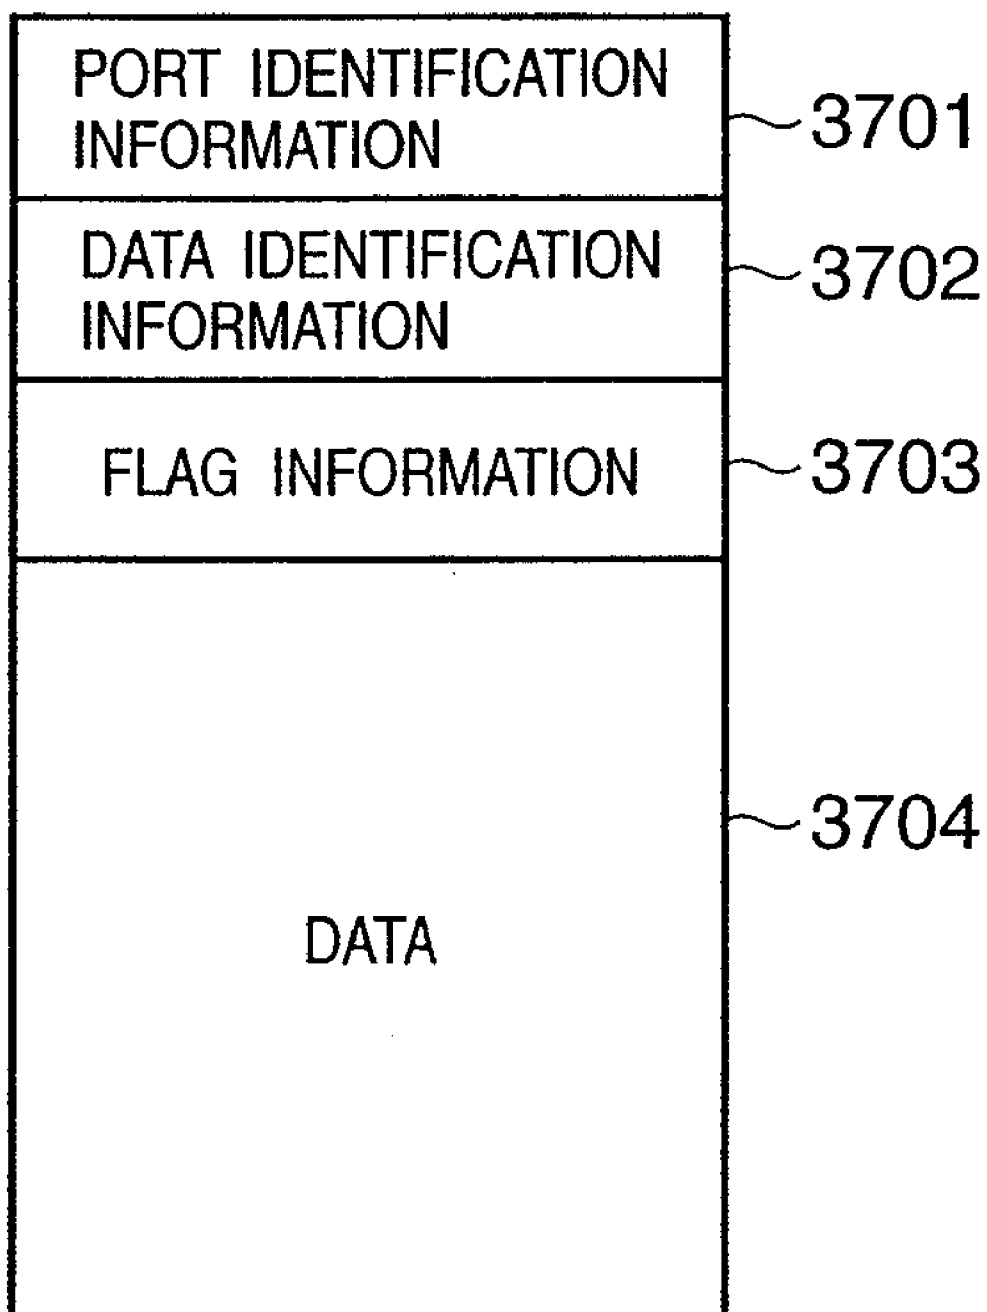 PORT IDENTIFICATION
INFORMATION
3701
DATA IDENTIFICATION
INFORMATION
3702
FLAG INFORMATION
3703
3704
DATA